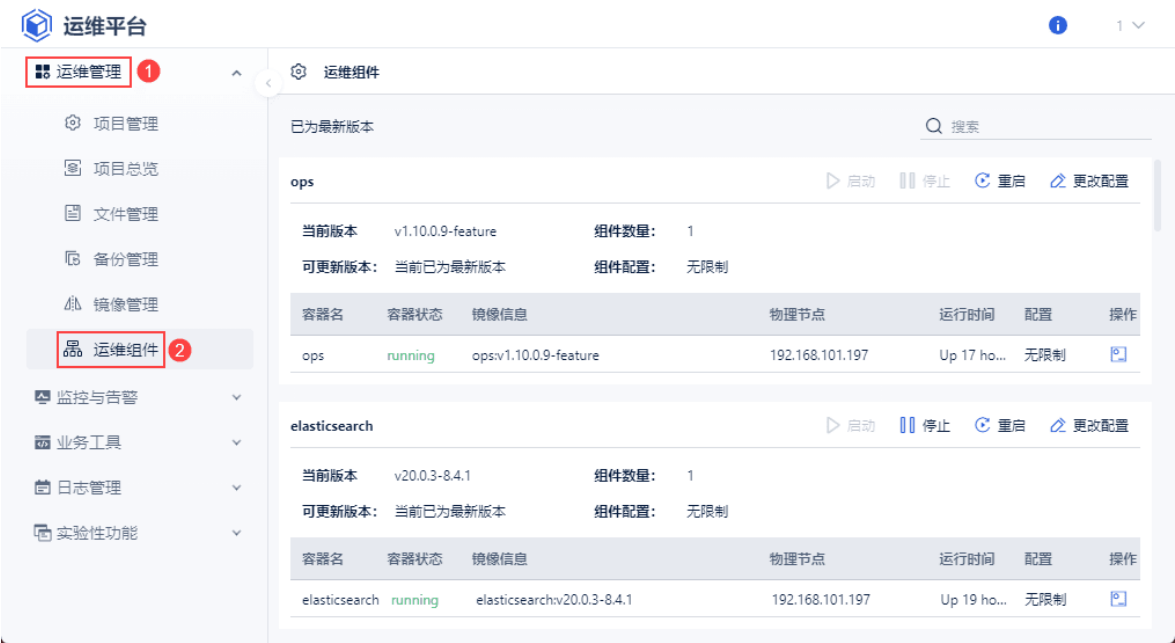 运维平台
1
运维管理 1
项目管理
项目总览
文件管理
备份管理
镜像管理
运维组件 2
监控与告警
业务工具
日志管理
实验性功能
运维组件
已为最新版本 搜索
ops 启动 停止 重启 更改配置
当前版本 v1.10.0.9-feature 组件数量: 1
可更新版本: 当前已为最新版本 组件配置: 无限制
容器名 容器状态 镜像信息 物理节点 运行时间 配置 操作
ops running ops:v1.10.0.9-feature 192.168.101.197 Up 17 ho... 无限制
elasticsearch 启动 停止 重启 更改配置
当前版本 v20.0.3-8.4.1 组件数量: 1
可更新版本: 当前已为最新版本 组件配置: 无限制
容器名 容器状态 镜像信息 物理节点 运行时间 配置 操作
elasticsearch running elasticsearch:v20.0.3-8.4.1 192.168.101.197 Up 19 ho... 无限制